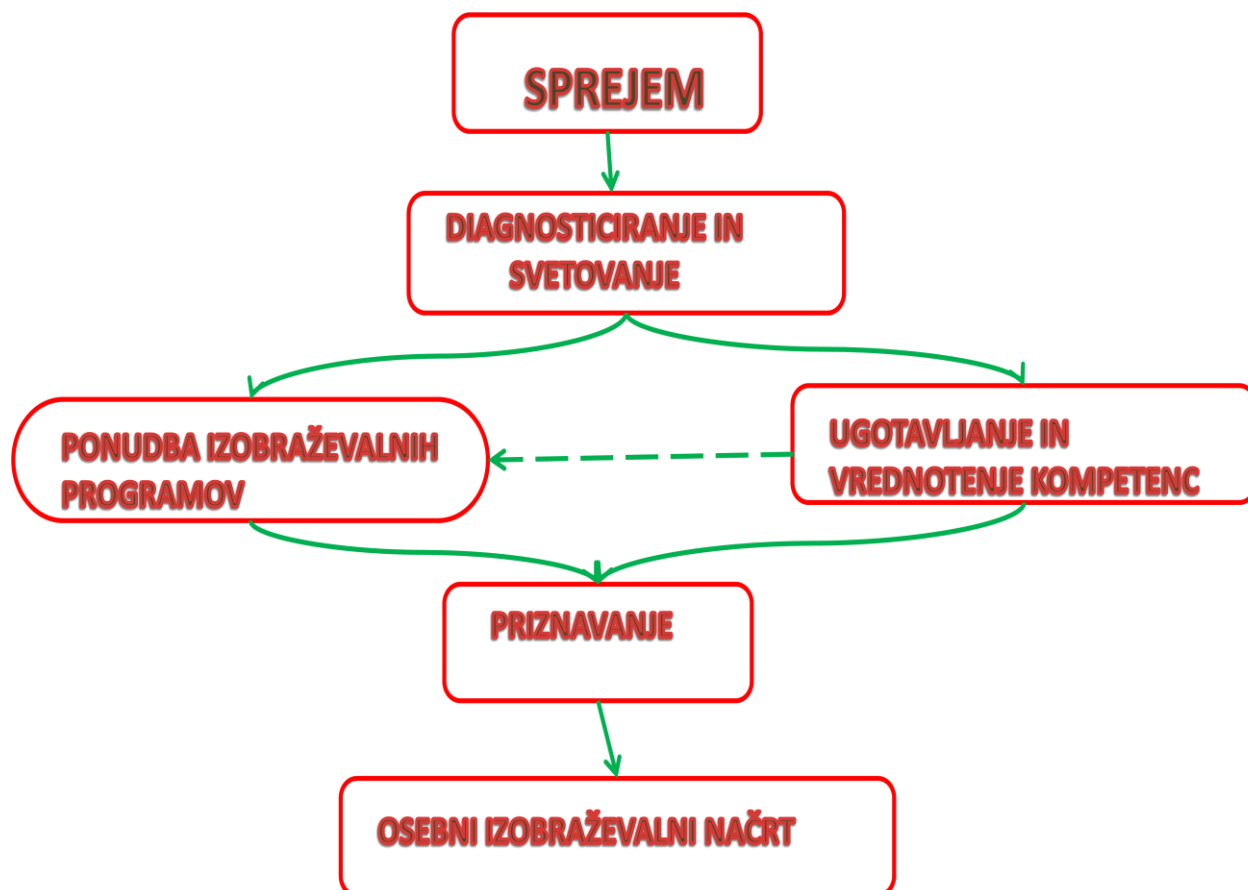 SPREJEM
DIAGNOSTICIRANJE IN
SVETOVANJE
PONUDBA IZOBRAŽEVALNIH
PROGRAMOV
UGOTAVLJANJE IN
VREDNOTENJE KOMPETENC
PRIZNAVANJE
OSEBNI IZOBRAŽEVALNI NAČRT